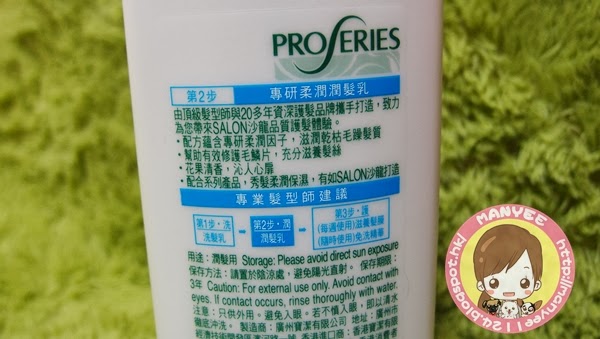 PROSERIES
第2步 專研柔潤潤髮乳
由頂級髮型師與20多年資深護髮品牌攜手打造，致力
為您帶來SALON沙龍品質護髮體驗。
·配方蘊含專研柔潤因子，滋潤乾枯毛躁髮質
·幫助有效修護毛鱗片，充分滋養髮絲
·花果清香，沁人心扉
·配合系列產品，秀髮柔潤保濕，有如SALON沙龍打造
專業髮型師建議
第1步·洗
洗髮乳
第2步·潤
潤髮乳
第3步·護
(每週使用)滋養髮膜
(隨時使用)免洗精華
用途：潤髮用 Storage: Please avoid direct sun exposure
保存方法：請置於陰涼處，避免陽光直射。 保存期限：
3年 Caution: For external use only. Avoid contact with
eyes. If contact occurs, rinse thoroughly with water.
注意：只供外用。避免入眼。若不慎入眼，即以清水
徹底沖洗。 製造商：廣州寶潔有限公司 地址：廣州市
香港進口商：香港寶潔有限
MANYEE
http://manyee1124.blogspot.hk/